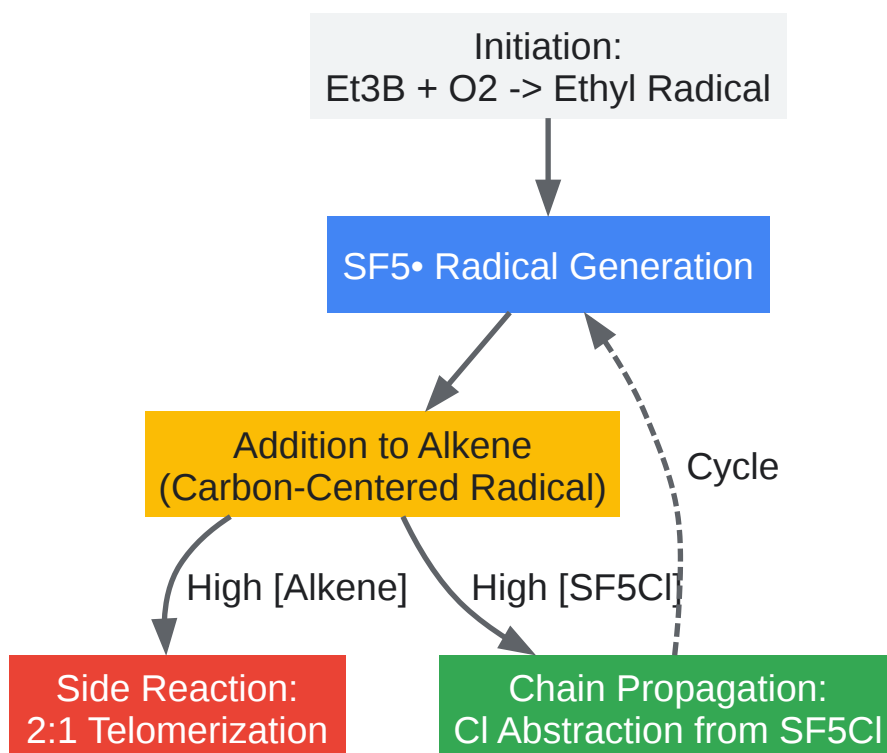 Initiation:
Et3B + O2 -> Ethyl Radical
SF5• Radical Generation
Addition to Alkene
(Carbon-Centered Radical)
Cycle
High [Alkene]
High [SF5Cl]
Side Reaction:
2:1 Telomerization
Chain Propagation:
Cl Abstraction from SF5Cl